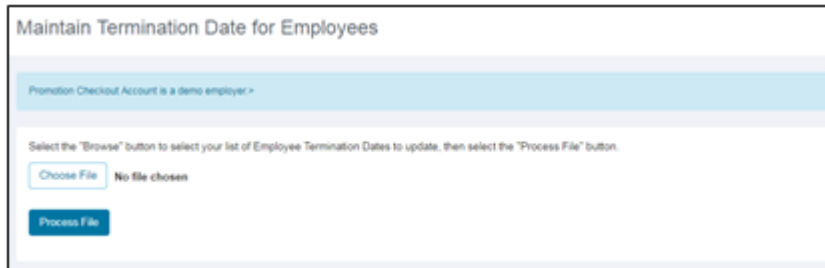 Maintain Termination Date for Employees
Promotion Checkout Account is a demo employer.>
Select the "Browse" button to select your list of Employee Termination Dates to update, then select the "Process File" button.
Choose File No file chosen
Process File